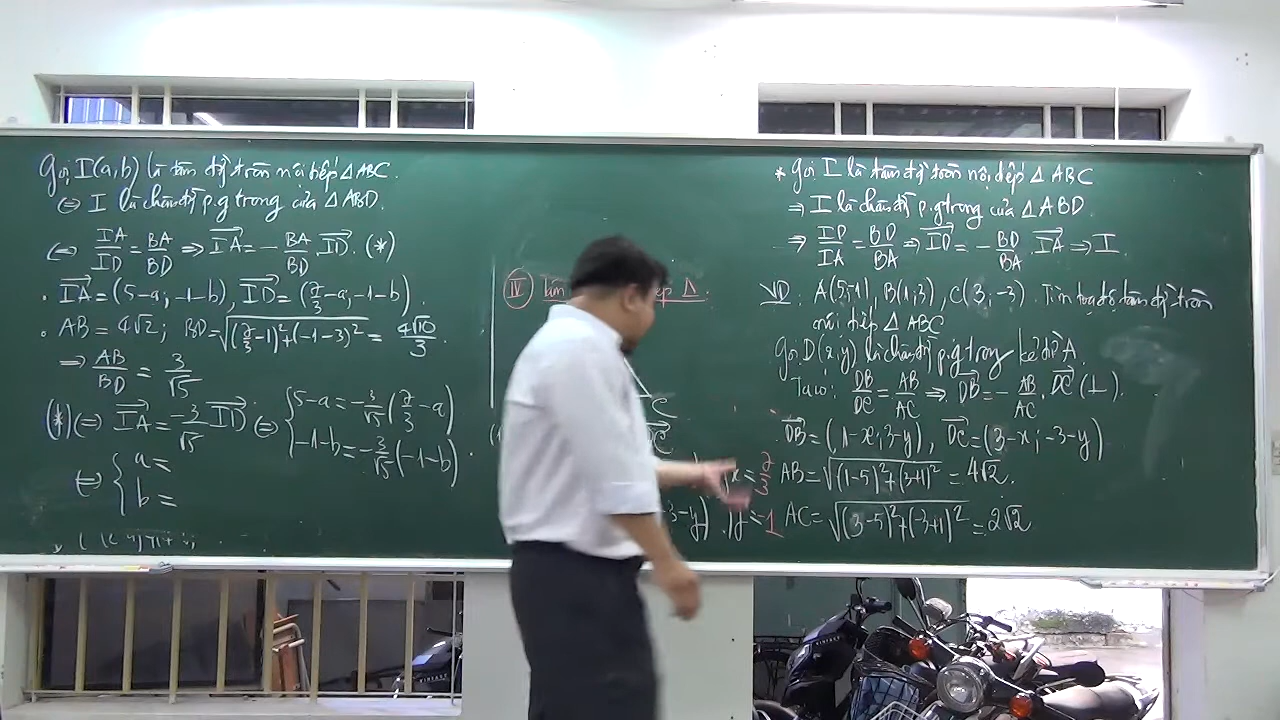 Gọi I(a,b) là tâm đg̀ tròn nội tiếp △ABC.
⇔ I là chân đg̀ p.g trong của △ABD.
⇔ IA/ID = BA/BD ⇒ →IA = - BA/BD . →ID. (*)
• →IA = (5-a; -1-b), →ID = (7/3 -a, -1-b).
• AB = 4√2; BD = √((7/3 -1)²+(-1-3)²) = 4√10/3.
⇒ AB/BD = 3/√5
(*) ⇔ →IA = -3/√5 →ID ⇔ { 5-a = -3/√5 (7/3 -a)
-1-b = -3/√5 (-1-b).
⇔ { a =
b =
IV Tâm △.
C
x = 7/3
3-y) y = -1
* Gọi I là tâm đg̀ tròn nội tiếp △ABC
⇒ I là chân đg̀ p.g trong của △ABD.
⇒ ID/IA = BD/BA ⇒ →ID = - BD/BA . →IA ⇒ I.
VD: A(5;-1), B(1;3), C(3;-3). Tìm toạ độ tâm đg̀ tròn
nội tiếp △ABC
Gọi D(x;y) là chân đg̀ p.g trong kẻ từ A.
Ta có: DB/DC = AB/AC ⇒ →DB = - AB/AC . →DC (1).
→DB = (1-x; 3-y), →DC = (3-x; -3-y)
AB = √((1-5)²+(3+1)²) = 4√2.
AC = √((3-5)²+(-3+1)²) = 2√2